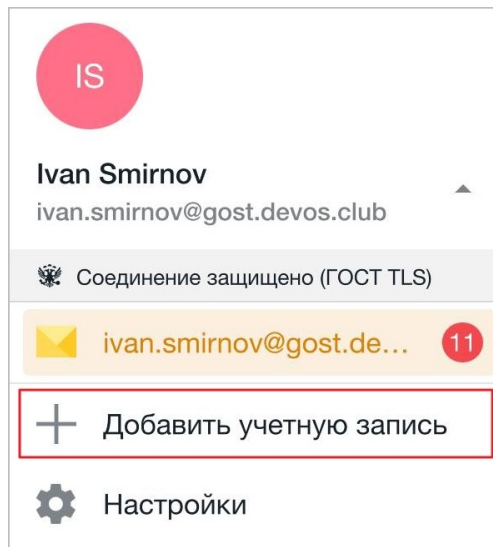 IS
Ivan Smirnov
ivan.smirnov@gost.devos.club
Соединение защищено (ГОСТ TLS)
ivan.smirnov@gost.de... 11
Добавить учетную запись
Настройки